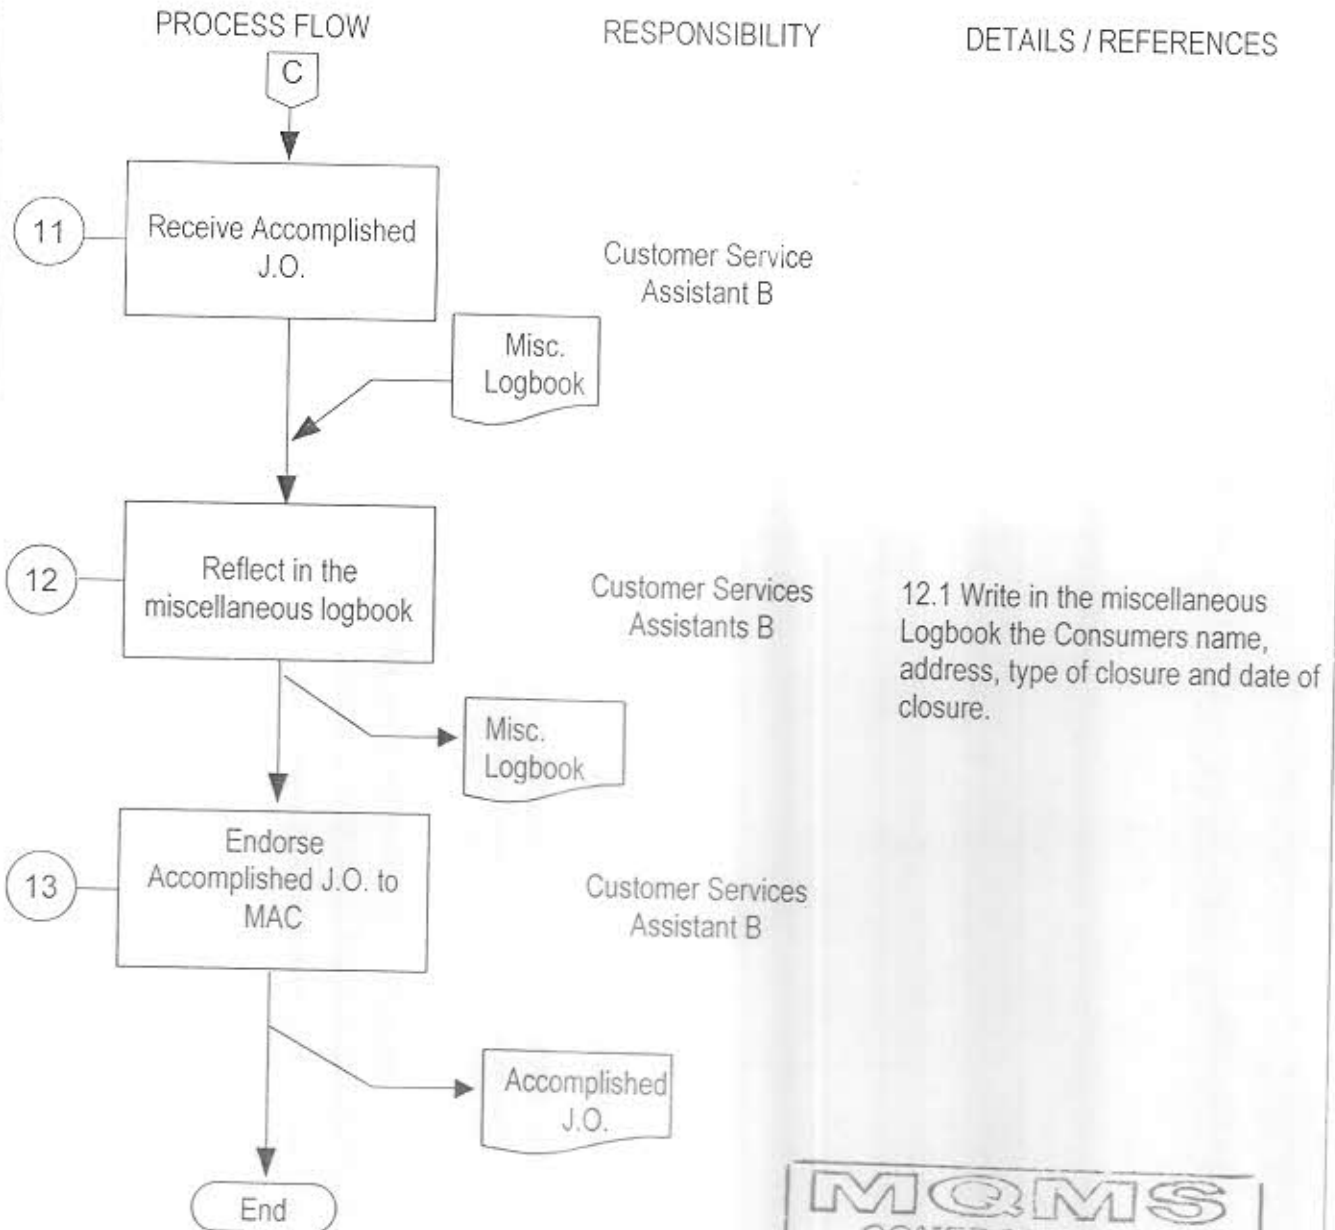 PROCESS FLOW
RESPONSIBILITY
DETAILS / REFERENCES
C
11
Receive Accomplished
J.O.
Customer Service
Assistant B
Misc.
Logbook
12
Reflect in the
miscellaneous logbook
Customer Services
Assistants B
12.1 Write in the miscellaneous
Logbook the Consumers name,
address, type of closure and date of
closure.
Misc.
Logbook
13
Endorse
Accomplished J.O. to
MAC
Customer Services
Assistant B
Accomplished
J.O.
End
MQMS